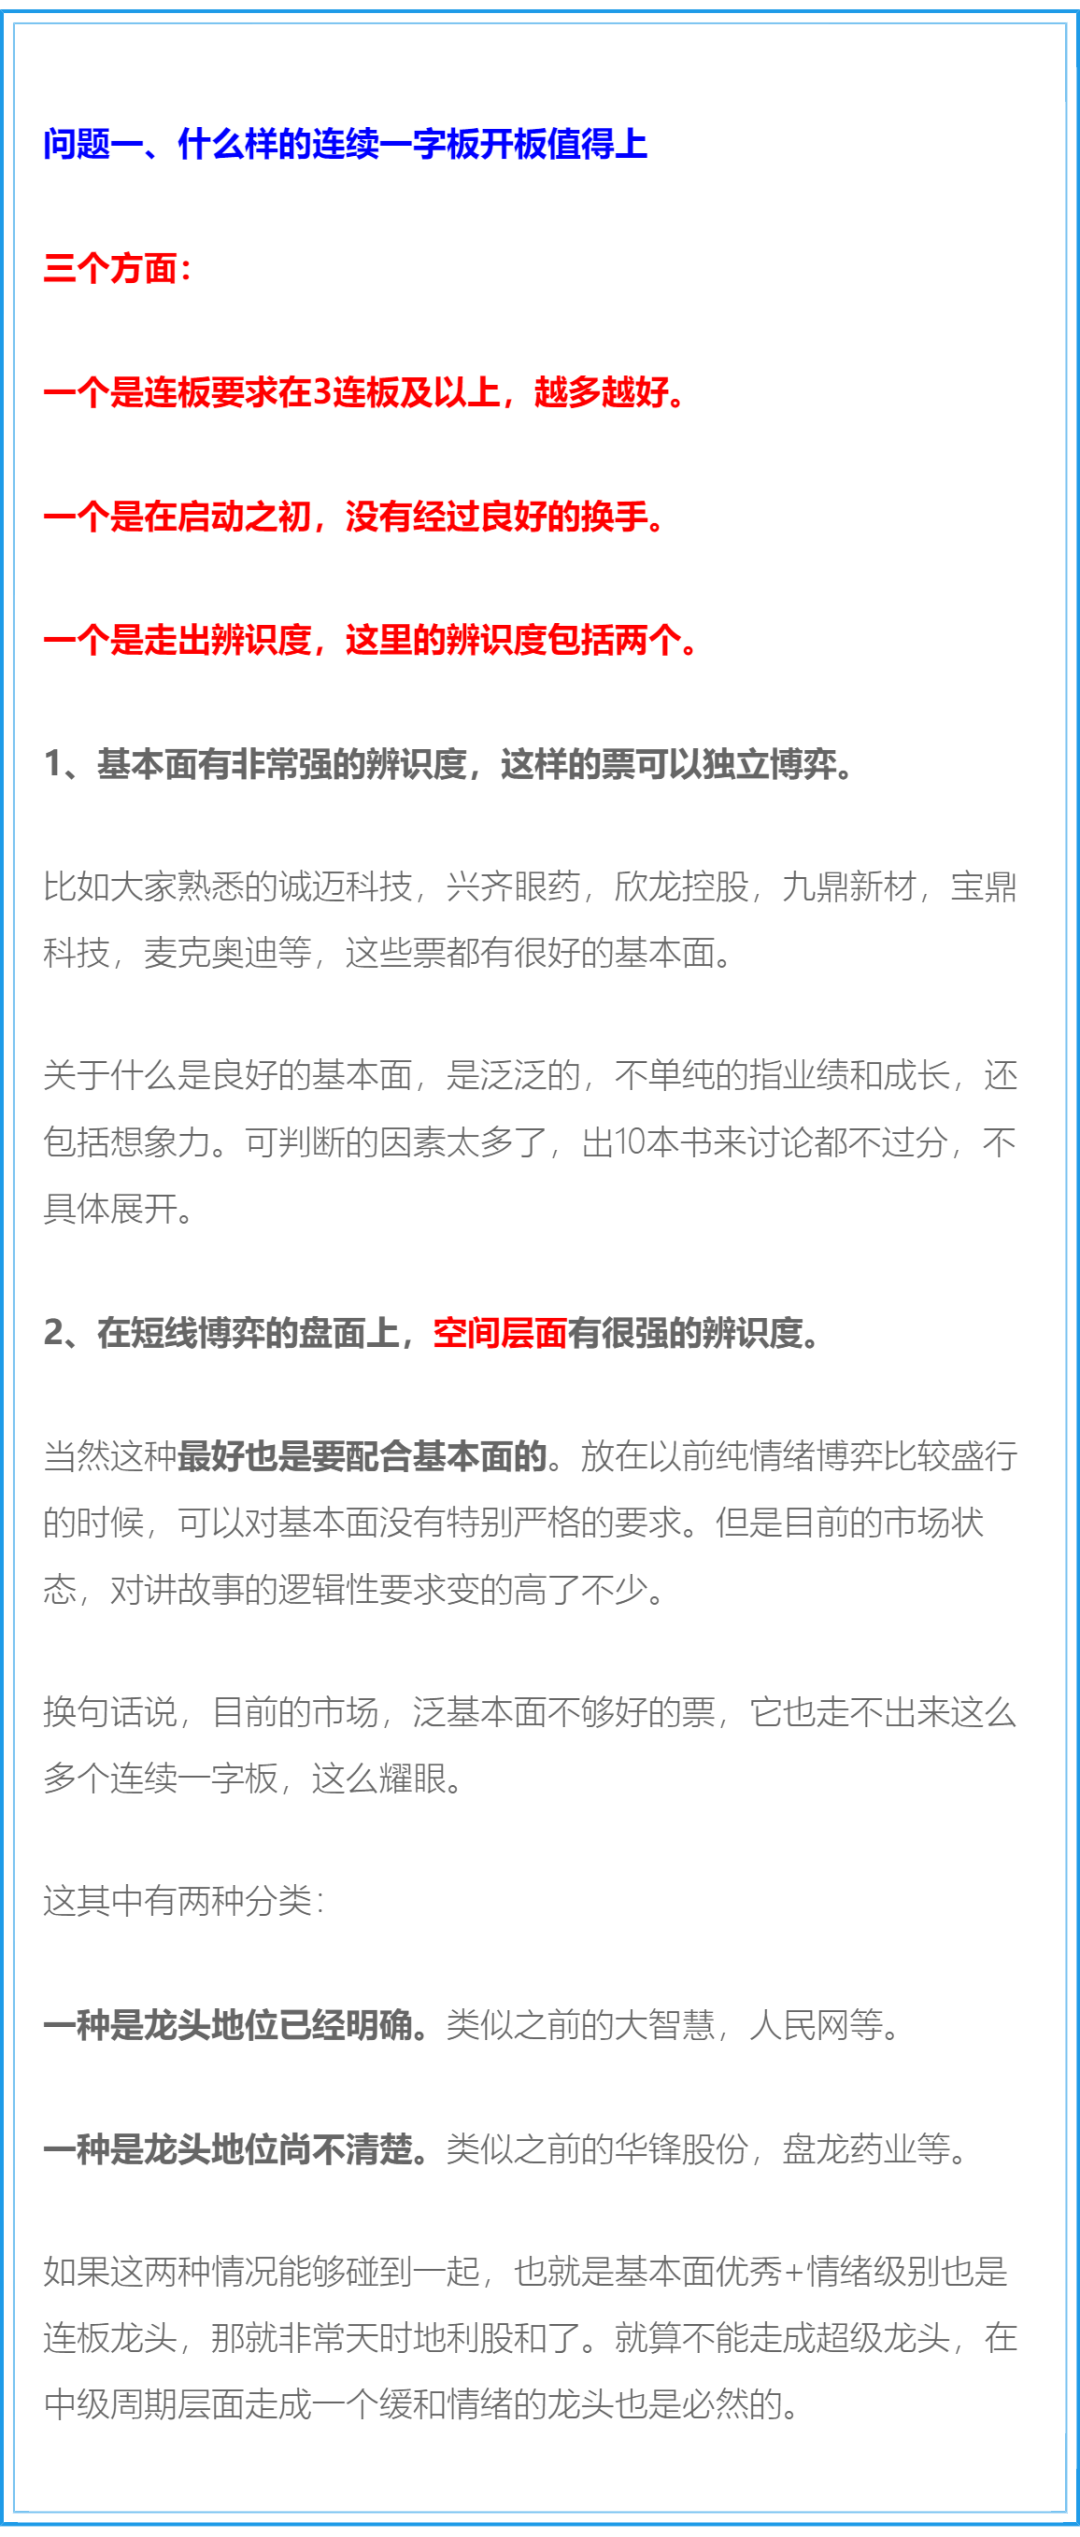 问题一、什么样的连续一字板开板值得上
三个方面：
一个是连板要求在3连板及以上，越多越好。
一个是在启动之初，没有经过良好的换手。
一个是走出辨识度，这里的辨识度包括两个。
1、基本面有非常强的辨识度，这样的票可以独立博弈。
比如大家熟悉的诚迈科技，兴齐眼药，欣龙控股，九鼎新材，宝鼎
科技，麦克奥迪等，这些票都有很好的基本面。
关于什么是良好的基本面，是泛泛的，不单纯的指业绩和成长，还
包括想象力。可判断的因素太多了，出10本书来讨论都不过分，不
具体展开。
2、在短线博弈的盘面上，空间层面有很强的辨识度。
当然这种最好也是要配合基本面的。放在以前纯情绪博弈比较盛行
的时候，可以对基本面没有特别严格的要求。但是目前的市场状
态，对讲故事的逻辑性要求变的高了不少。
换句话说，目前的市场，泛基本面不够好的票，它也走不出来这么
多个连续一字板，这么耀眼。
这其中有两种分类：
一种是龙头地位已经明确。类似之前的大智慧，人民网等。
一种是龙头地位尚不清楚。类似之前的华锋股份，盘龙药业等。
如果这两种情况能够碰到一起，也就是基本面优秀+情绪级别也是
连板龙头，那就非常天时地利股和了。就算不能走成超级龙头，在
中级周期层面走成一个缓和情绪的龙头也是必然的。